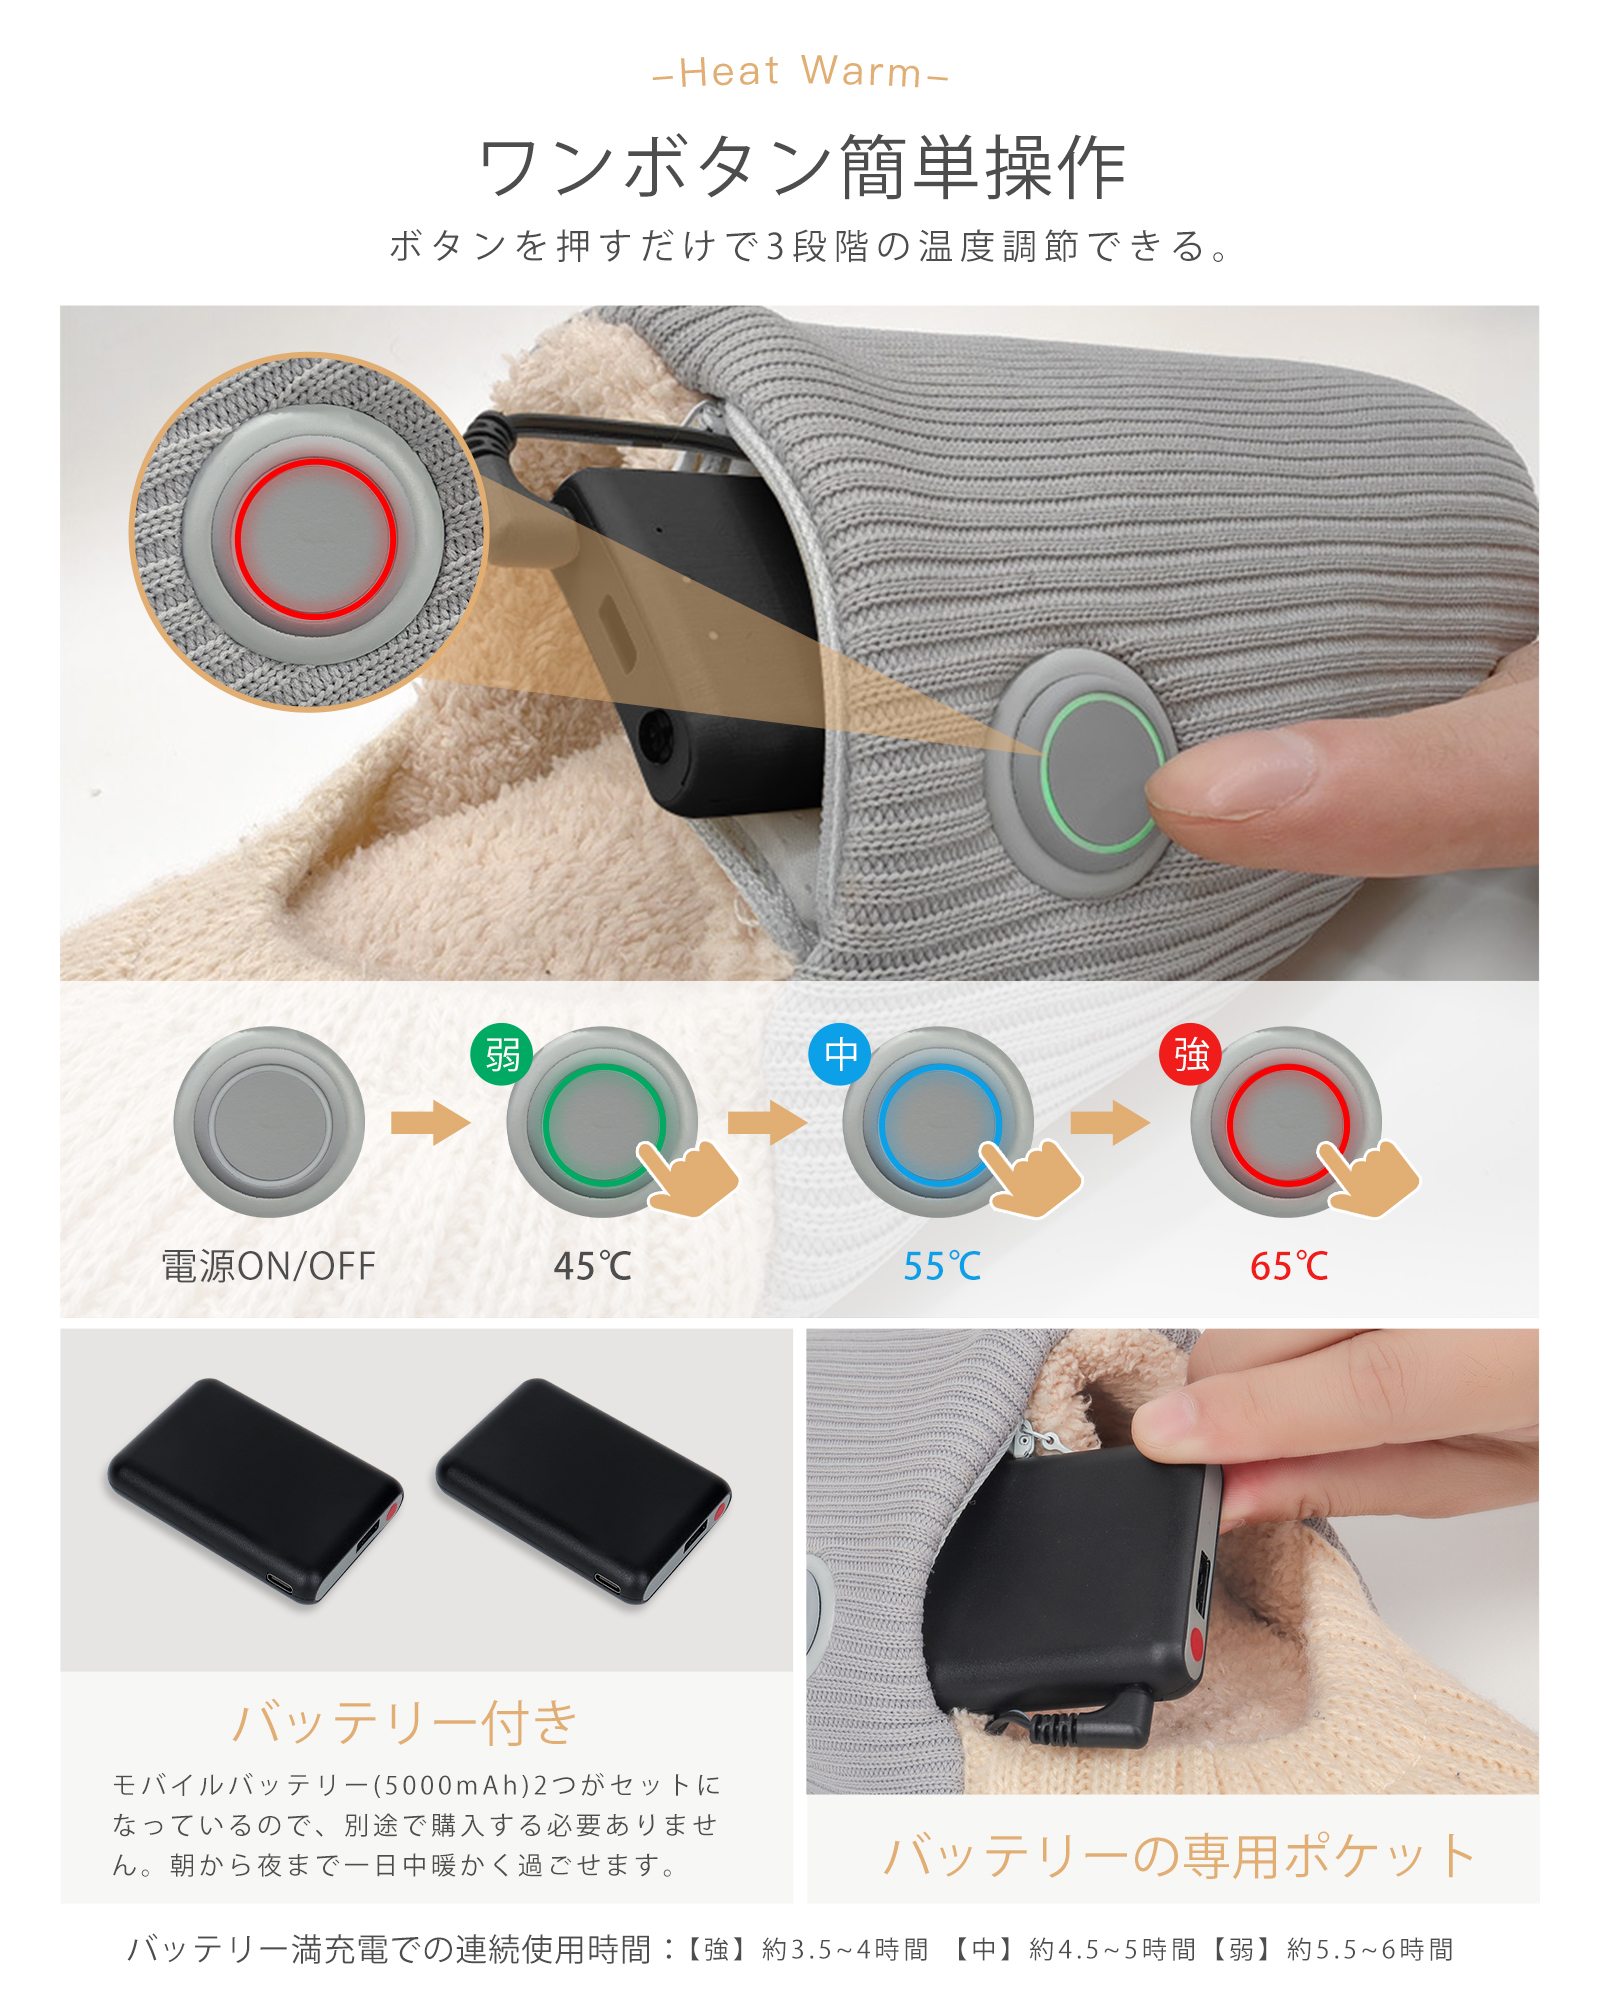 –Heat Warm–
ワンボタン簡単操作
ボタンを押すだけで3段階の温度調節できる。
弱
中
強
電源ON/OFF
45℃
55℃
65℃
バッテリー付き
モバイルバッテリー(5000mAh)2つがセットに
なっているので、別途で購入する必要ありませ
ん。朝から夜まで一日中暖かく過ごせます。
バッテリーの専用ポケット
バッテリー満充電での連続使用時間：【強】約3.5~4時間 【中】約4.5~5時間【弱】約5.5~6時間